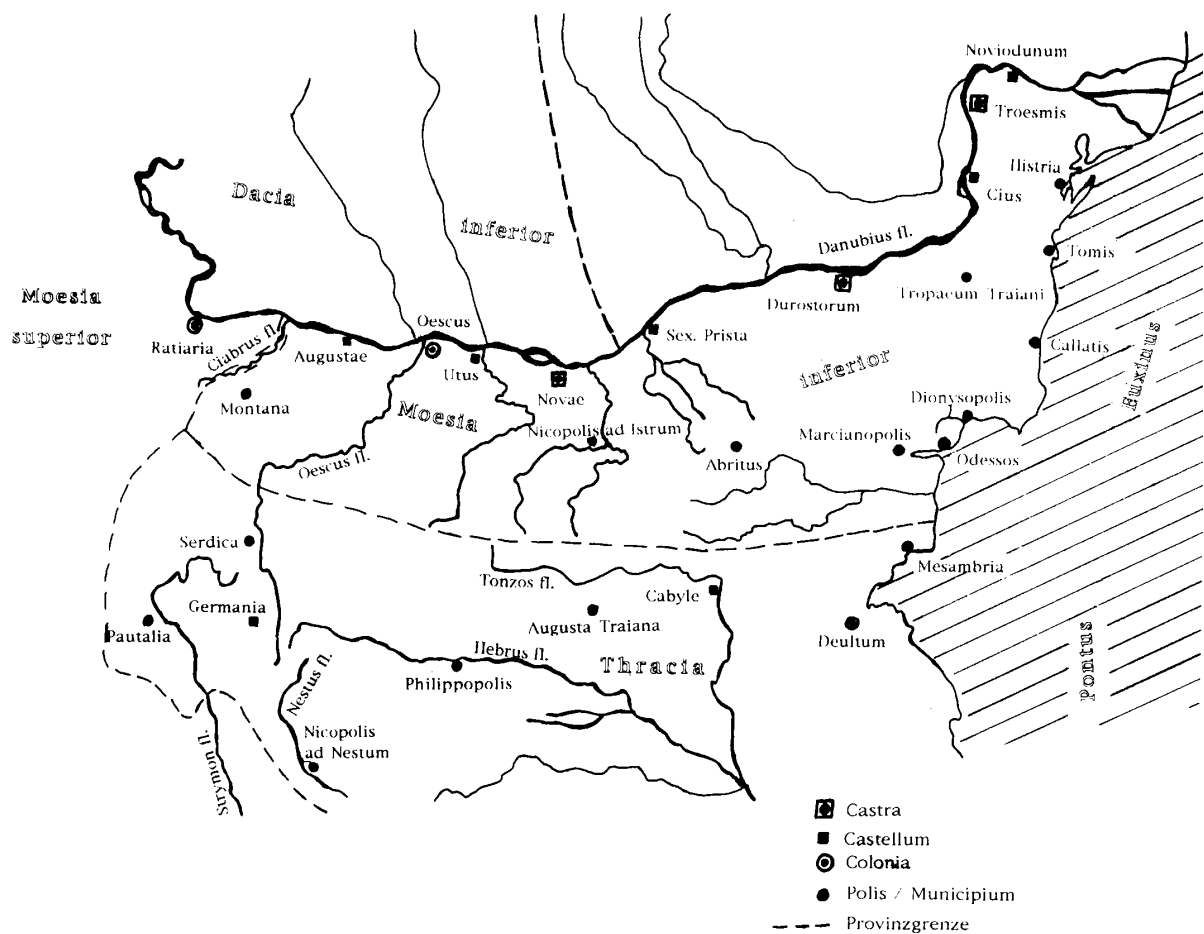 Noviodunum
Troesmis
Histria
Dacia
Cius
inferior
Danubius fl.
Tomis
Moesia
superior
Durostorum
Tropaeum Traiani
Oescus
Ratiaria
Ciabrus fl.
Augustae
Sex. Prista
Callatis
Euxinus
Utus
inferior
Montana
Novae
Moesia
Dionysopolis
Nicopolis ad Istrum
Marcianopolis
Oescus fl.
Abritus
Odessos
Serdica
Mesambria
Tonzos fl.
Cabyle
Germania
Pautalia
Augusta Traiana
Deultum
Hebrus fl.
Thracia
Pontus
Nestus fl.
Philippopolis
Nicopolis
ad Nestum
Strymon fl.
Castra
Castellum
Colonia
Polis / Municipium
Provinzgrenze